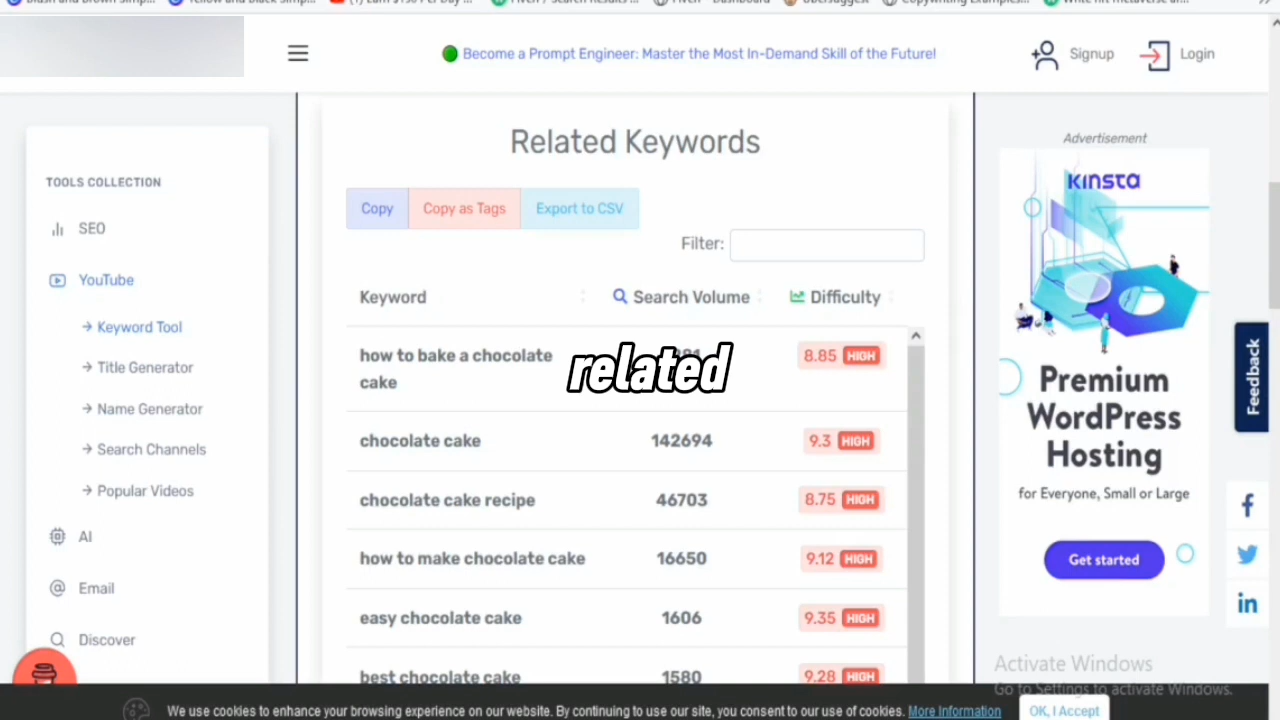 Become a Prompt Engineer: Master the Most In-Demand Skill of the Future!
Signup
Login
TOOLS COLLECTION
SEO
YouTube
→ Keyword Tool
→ Title Generator
→ Name Generator
→ Search Channels
→ Popular Videos
AI
Email
Discover
Related Keywords
Copy
Copy as Tags
Export to CSV
Filter:
Keyword
Search Volume
Difficulty
how to bake a chocolate
cake
8.85 HIGH
related
chocolate cake
142694
9.3 HIGH
chocolate cake recipe
46703
8.75 HIGH
how to make chocolate cake
16650
9.12 HIGH
easy chocolate cake
1606
9.35 HIGH
best chocolate cake
1580
9.28 HIGH
Advertisement
KINSTA
Premium
WordPress
Hosting
for Everyone, Small or Large
Get started
Feedback
Activate Windows
Go to Settings to activate Windows.
We use cookies to enhance your browsing experience on our website. By continuing to use our site, you consent to our use of cookies. More Information
OK, I Accept